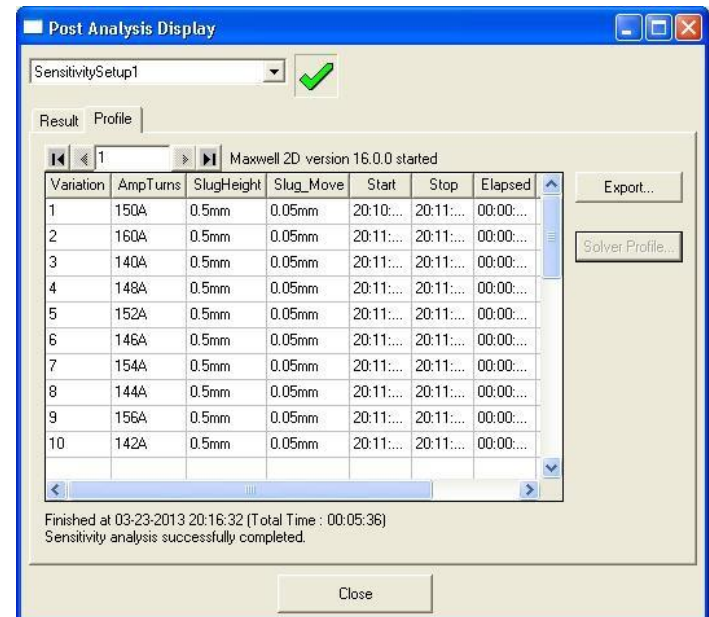 Post Analysis Display
SensitivitySetup1
Result Profile
1 Maxwell 2D version 16.0.0 started
Variation AmpTurns SlugHeight Slug_Move Start Stop Elapsed
1 150A 0.5mm 0.05mm 20:10:... 20:11:... 00:00:...
2 160A 0.5mm 0.05mm 20:11:... 20:11:... 00:00:...
3 140A 0.5mm 0.05mm 20:11:... 20:11:... 00:00:...
4 148A 0.5mm 0.05mm 20:11:... 20:11:... 00:00:...
5 152A 0.5mm 0.05mm 20:11:... 20:11:... 00:00:...
6 146A 0.5mm 0.05mm 20:11:... 20:11:... 00:00:...
7 154A 0.5mm 0.05mm 20:11:... 20:11:... 00:00:...
8 144A 0.5mm 0.05mm 20:11:... 20:11:... 00:00:...
9 156A 0.5mm 0.05mm 20:11:... 20:11:... 00:00:...
10 142A 0.5mm 0.05mm 20:11:... 20:11:... 00:00:...
Export...
Solver Profile...
Finished at 03-23-2013 20:16:32 (Total Time : 00:05:36)
Sensitivity analysis successfully completed.
Close